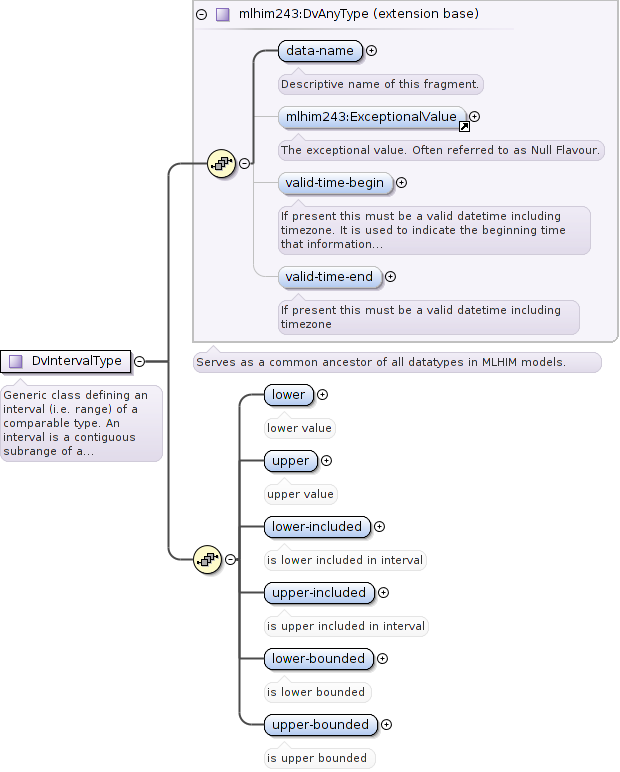 mlhim243:DvAnyType (extension base)
data-name
Descriptive name of this fragment.
mlhim243:ExceptionalValue
The exceptional value. Often referred to as Null Flavour.
valid-time-begin
If present this must be a valid datetime including
timezone. It is used to indicate the beginning time
that information...
valid-time-end
If present this must be a valid datetime including
timezone
Serves as a common ancestor of all datatypes in MLHIM models.
DvIntervalType
Generic class defining an
interval (i.e. range) of a
comparable type. An
interval is a contiguous
subrange of a...
lower
lower value
upper
upper value
lower-included
is lower included in interval
upper-included
is upper included in interval
lower-bounded
is lower bounded
upper-bounded
is upper bounded